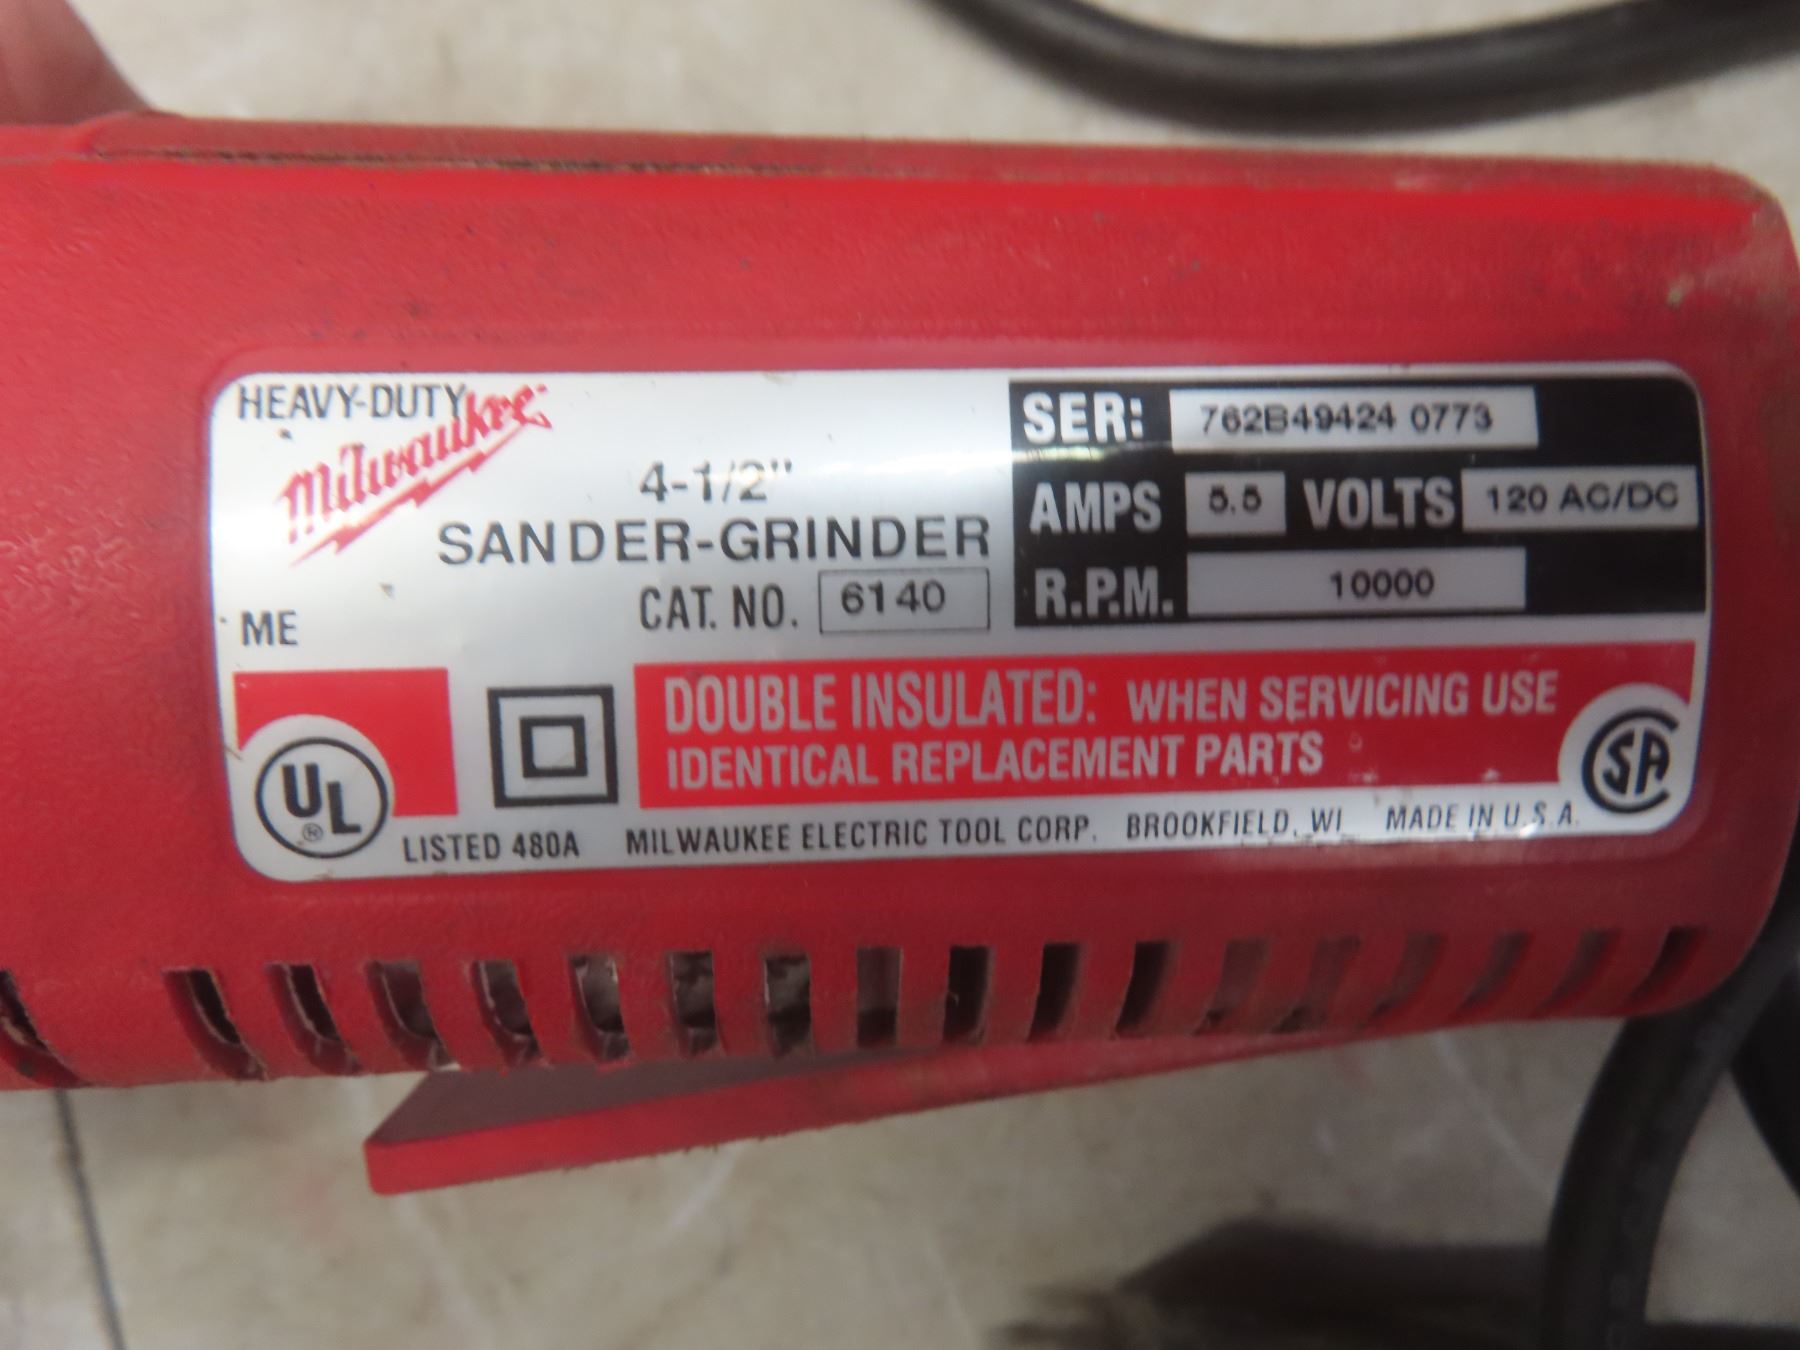 HEAVY-DUTY
Milwaukee
4-1/2"
SANDER-GRINDER
CAT. NO. 6140
ME
SER: 762B49424 0773
AMPS 5.5 VOLTS 120 AC/DC
R.P.M. 10000
DOUBLE INSULATED: WHEN SERVICING USE
IDENTICAL REPLACEMENT PARTS
UL ®
SA
LISTED 480A MILWAUKEE ELECTRIC TOOL CORP. BROOKFIELD, WI MADE IN U.S.A.